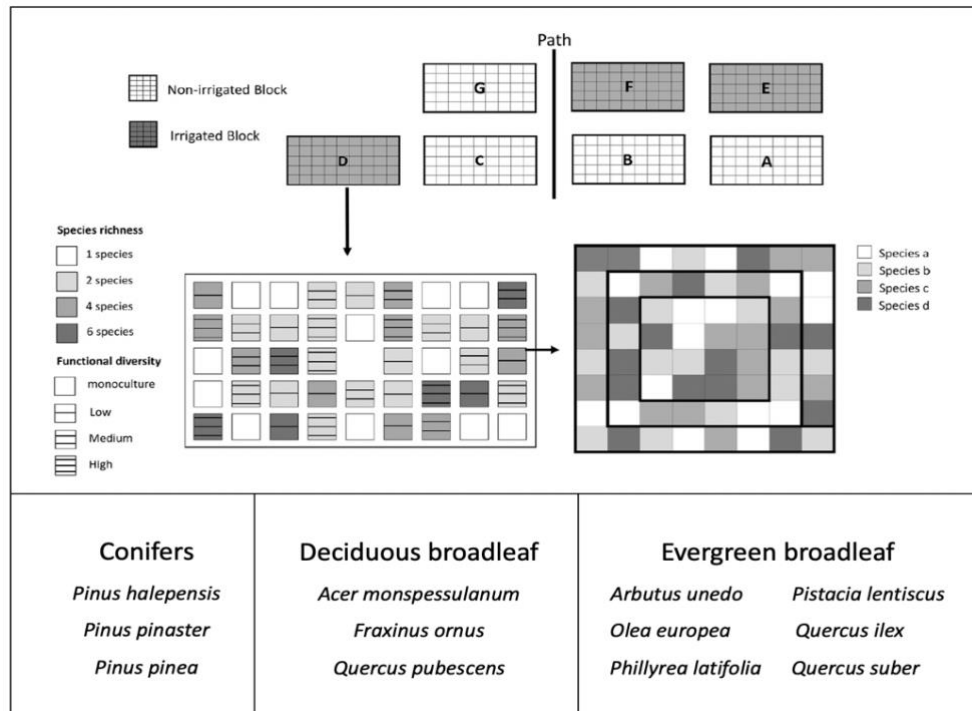 Path
Non-irrigated Block
Irrigated Block
G
F
E
D
C
B
A
Species richness
1 species
2 species
4 species
6 species
Functional diversity
monoculture
Low
Medium
High
Species a
Species b
Species c
Species d
Conifers
Pinus halepensis
Pinus pinaster
Pinus pinea
Deciduous broadleaf
Acer monspessulanum
Fraxinus ornus
Quercus pubescens
Evergreen broadleaf
Arbutus unedo
Pistacia lentiscus
Olea europea
Quercus ilex
Phillyrea latifolia
Quercus suber